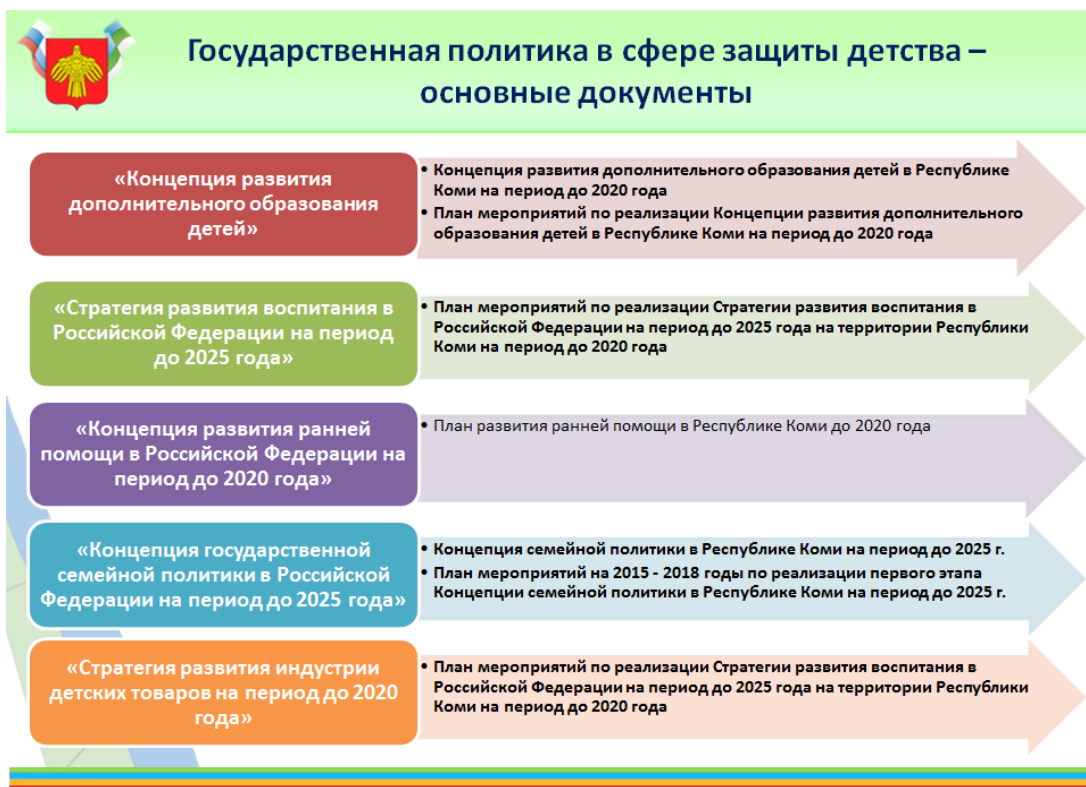 Государственная политика в сфере защиты детства –
основные документы
«Концепция развития
дополнительного образования
детей»
• Концепция развития дополнительного образования детей в Республике
Коми на период до 2020 года
• План мероприятий по реализации Концепции развития дополнительного
образования детей в Республике Коми на период до 2020 года
«Стратегия развития воспитания в
Российской Федерации на период
до 2025 года»
• План мероприятий по реализации Стратегии развития воспитания в
Российской Федерации на период до 2025 года на территории Республики
Коми на период до 2020 года
«Концепция развития ранней
помощи в Российской Федерации на
период до 2020 года»
• План развития ранней помощи в Республике Коми до 2020 года
«Концепция государственной
семейной политики в Российской
Федерации на период до 2025 года»
• Концепция семейной политики в Республике Коми на период до 2025 г.
• План мероприятий на 2015 - 2018 годы по реализации первого этапа
Концепции семейной политики в Республике Коми на период до 2025 г.
«Стратегия развития индустрии
детских товаров на период до 2020
года»
• План мероприятий по реализации Стратегии развития воспитания в
Российской Федерации на период до 2025 года на территории Республики
Коми на период до 2020 года